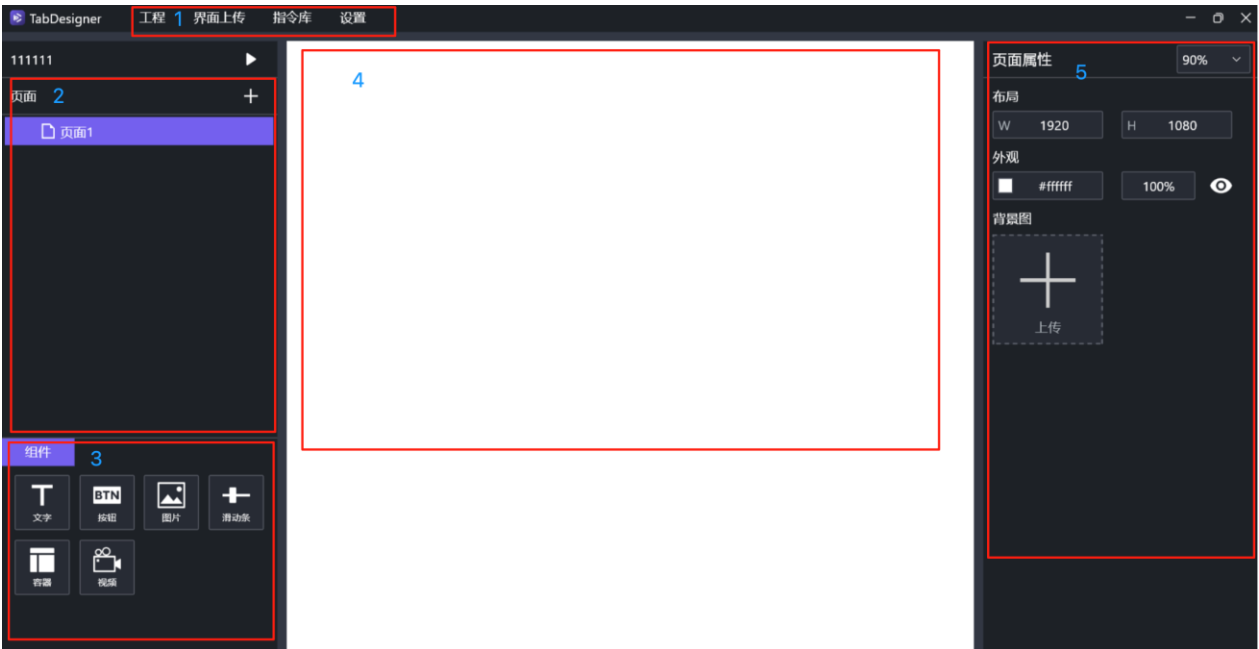 TabDesigner 工程 1 界面上传 指令库 设置
111111
页面 2
页面1
组件 3
文字 按钮 图片 滑动条
BTN
容器 视频
4
页面属性 5 90%
布局
W 1920 H 1080
外观
#ffffff 100%
背景图
上传